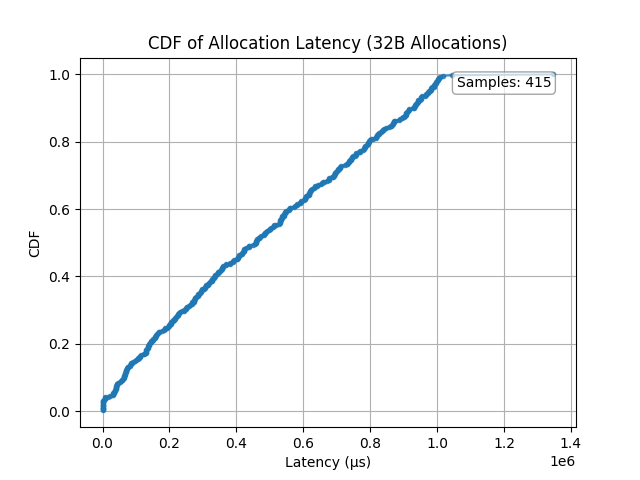 CDF of Allocation Latency (32B Allocations)
Samples: 415
CDF
1.0
0.8
0.6
0.4
0.2
0.0
0.0 0.2 0.4 0.6 0.8 1.0 1.2 1.4
1e6
Latency (µs)